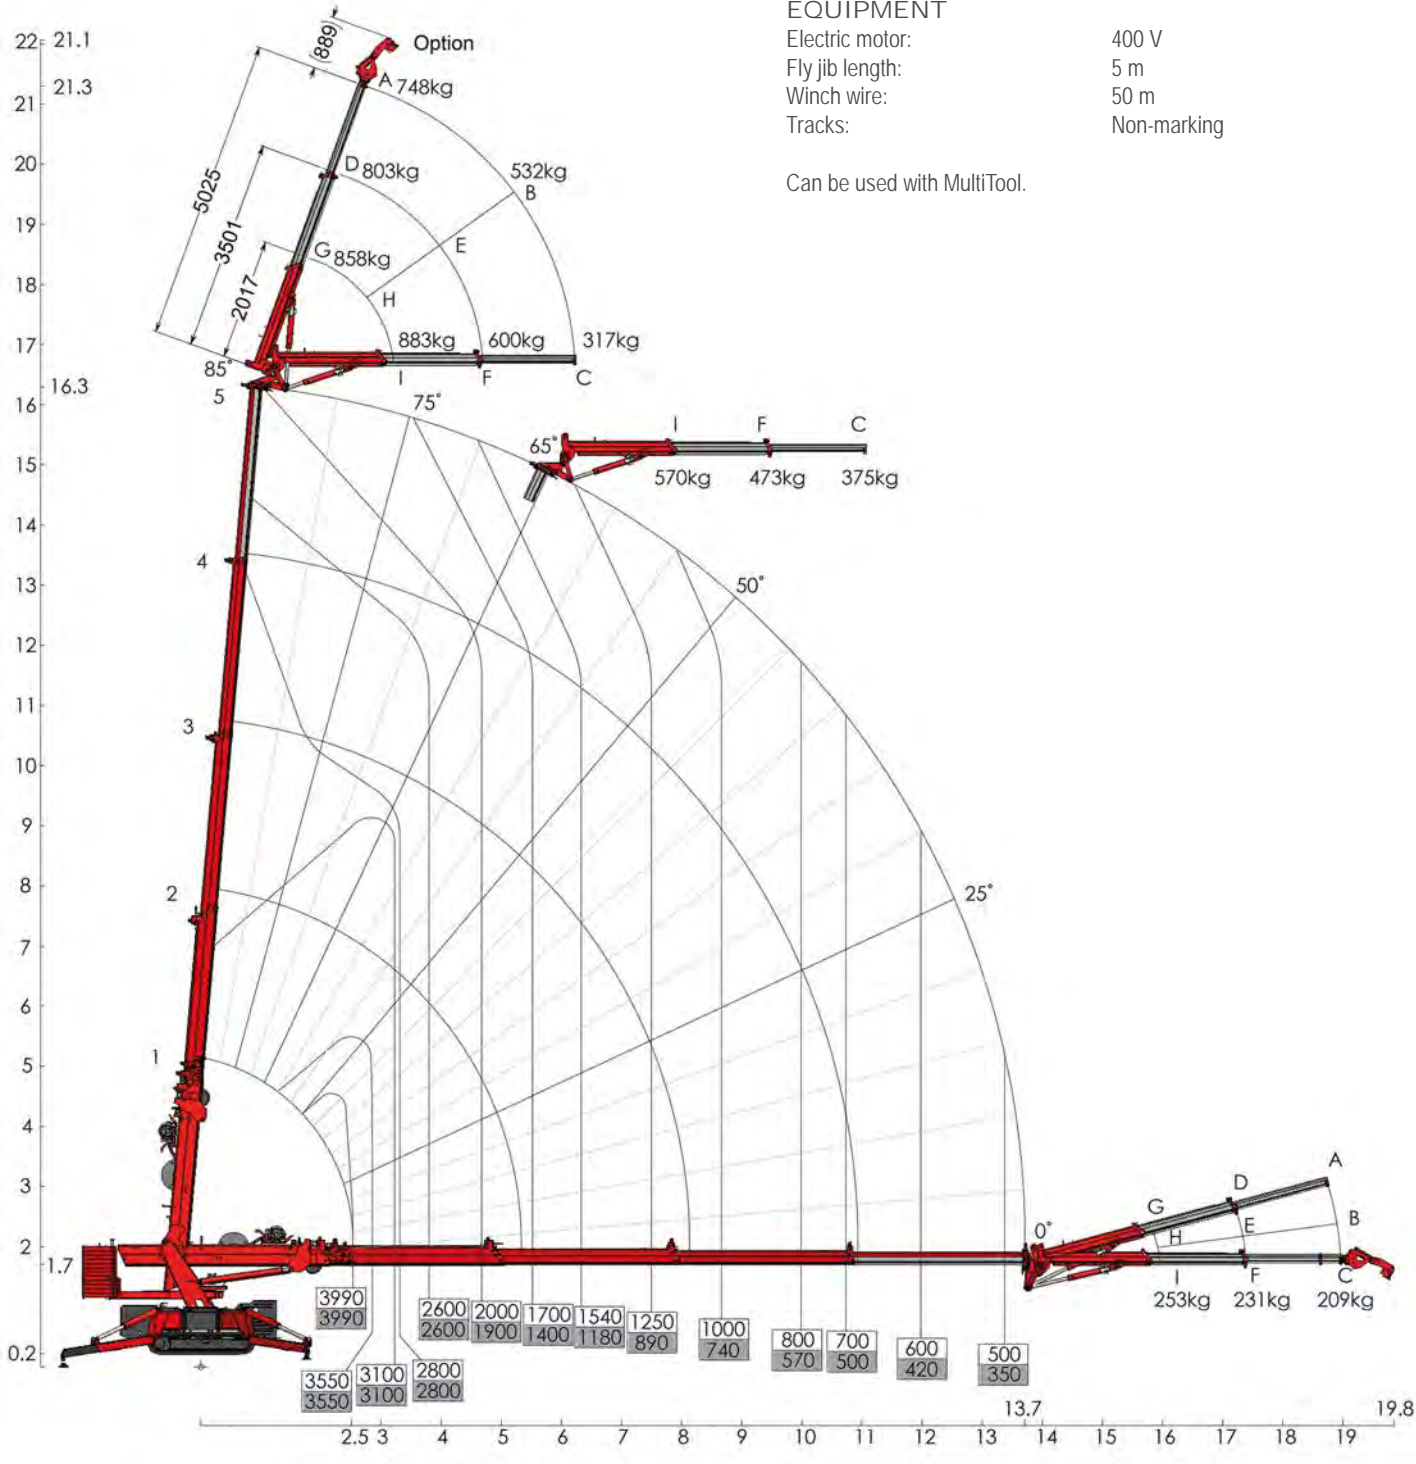 EQUIPMENT
Electric motor: 400 V
Fly jib length: 5 m
Winch wire: 50 m
Tracks: Non-marking
Can be used with MultiTool.
22 21.1
21.3
21
20
19
18
17
16.3
16
15
14
13
12
11
10
9
8
7
6
5
4
3
2
1.7
0.2
(889)
Option
A 748kg
5025
3501
2017
D 803kg
532kg
B
G 858kg
E
H
883kg 600kg 317kg
I F C
85°
5
75°
65°
I F C
570kg 473kg 375kg
4
50°
3
2
25°
1
0°
A
D
G
B
E
H
I F C
253kg 231kg 209kg
3990
3990
3550
3550
3100
3100
2800
2800
2600
2600
2000
1900
1700
1400
1540
1180
1250
890
1000
740
800
570
700
500
600
420
500
350
13.7 19.8
2.5 3 4 5 6 7 8 9 10 11 12 13 14 15 16 17 18 19